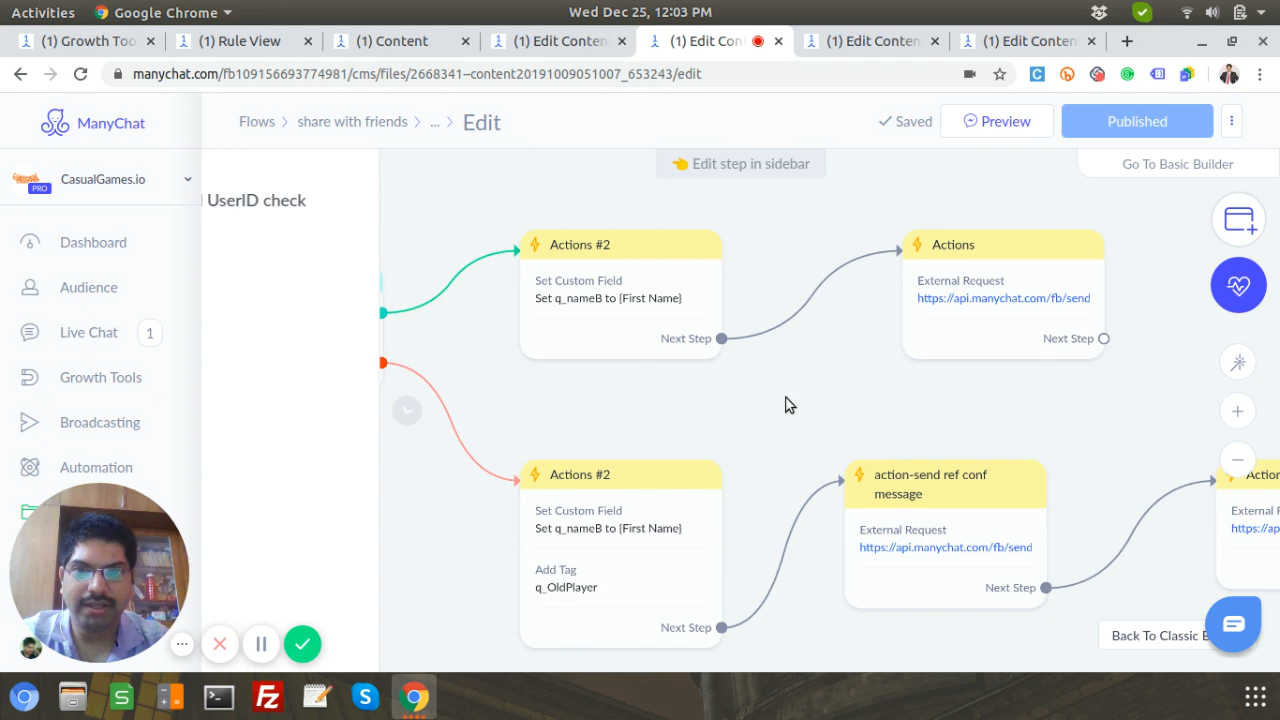 Activities
Google Chrome
Wed Dec 25, 12:03 PM
(1) Growth Too
(1) Rule View
(1) Content
(1) Edit Conten
(1) Edit Con
(1) Edit Conten
(1) Edit Conten
manychat.com/fb109156693774981/cms/files/2668341--content20191009051007_653243/edit
ManyChat
Flows
share with friends
...
Edit
Saved
Preview
Published
CasualGames.io
PRO
Edit step in sidebar
Go To Basic Builder
UserID check
Dashboard
Audience
Live Chat
1
Growth Tools
Broadcasting
Automation
Actions #2
Set Custom Field
Set q_nameB to {First Name}
Next Step
Actions
External Request
https://api.manychat.com/fb/send
Next Step
Actions #2
Set Custom Field
Set q_nameB to {First Name}
Add Tag
q_OldPlayer
Next Step
action-send ref conf
message
External Request
https://api.manychat.com/fb/send
Next Step
Action
External R
https://ap
Back To Classic B